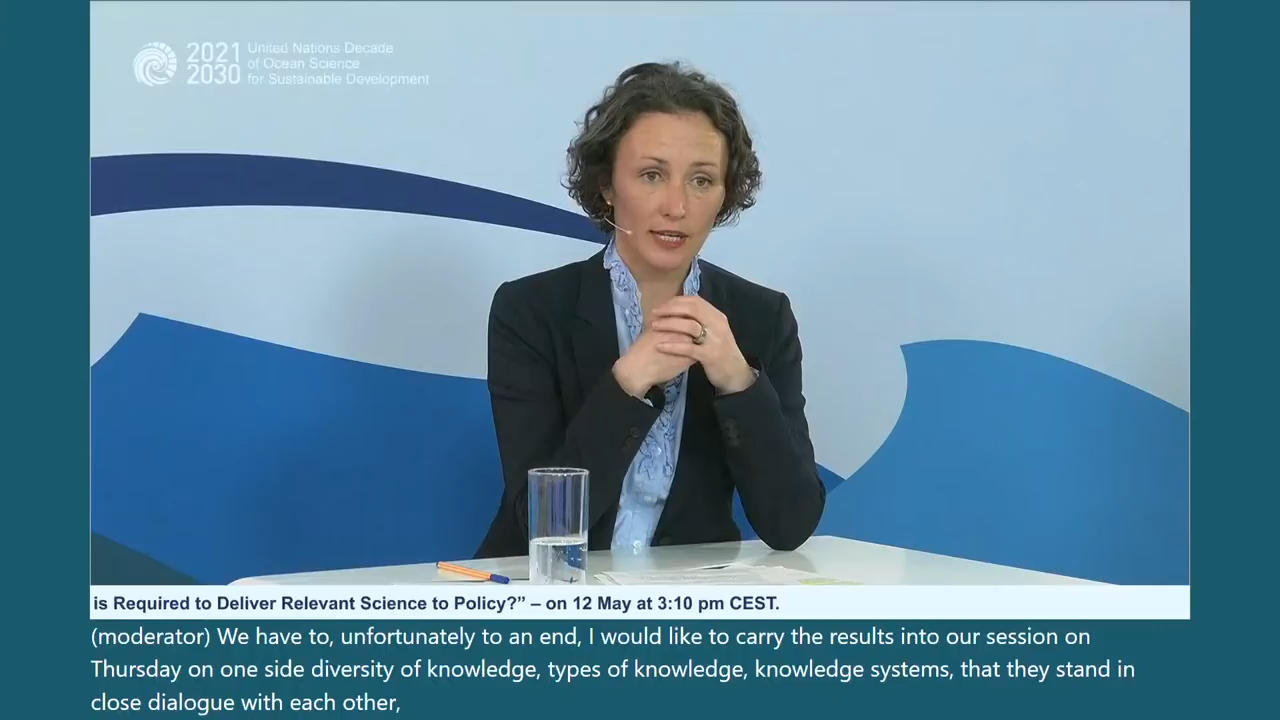 2021
2030
United Nations Decade
of Ocean Science
for Sustainable Development
is Required to Deliver Relevant Science to Policy?” – on 12 May at 3:10 pm CEST.
(moderator) We have to, unfortunately to an end, I would like to carry the results into our session on
Thursday on one side diversity of knowledge, types of knowledge, knowledge systems, that they stand in
close dialogue with each other,